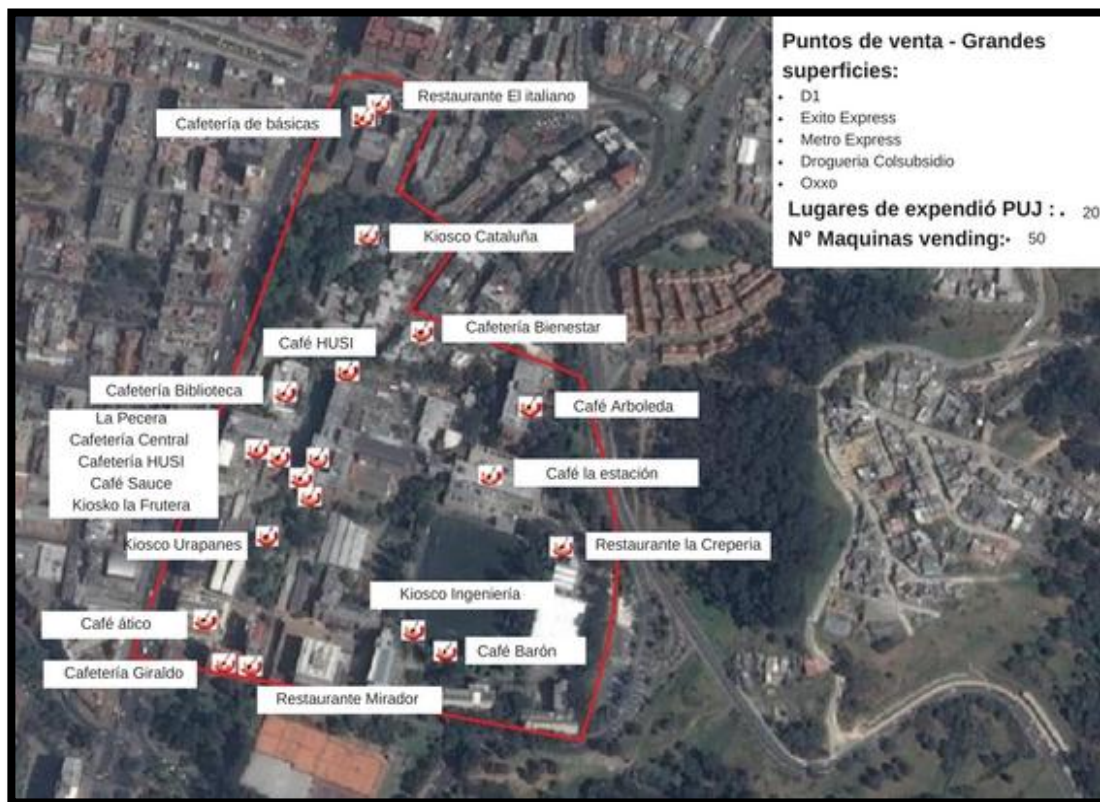 Puntos de venta - Grandes
superficies:
• D1
• Exito Express
• Metro Express
• Drogueria Colsubsidio
• Oxxo
Lugares de expendió PUJ : . 20
N° Maquinas vending:• 50
Restaurante El italiano
Cafetería de básicas
Kiosco Cataluña
Cafetería Bienestar
Café HUSI
Cafetería Biblioteca
Café Arboleda
La Pecera
Cafetería Central
Cafetería HUSI
Café Sauce
Kiosko la Frutera
Café la estación
Kiosco Urapanes
Restaurante la Creperia
Kiosco Ingeniería
Café ático
Café Barón
Cafetería Giraldo
Restaurante Mirador